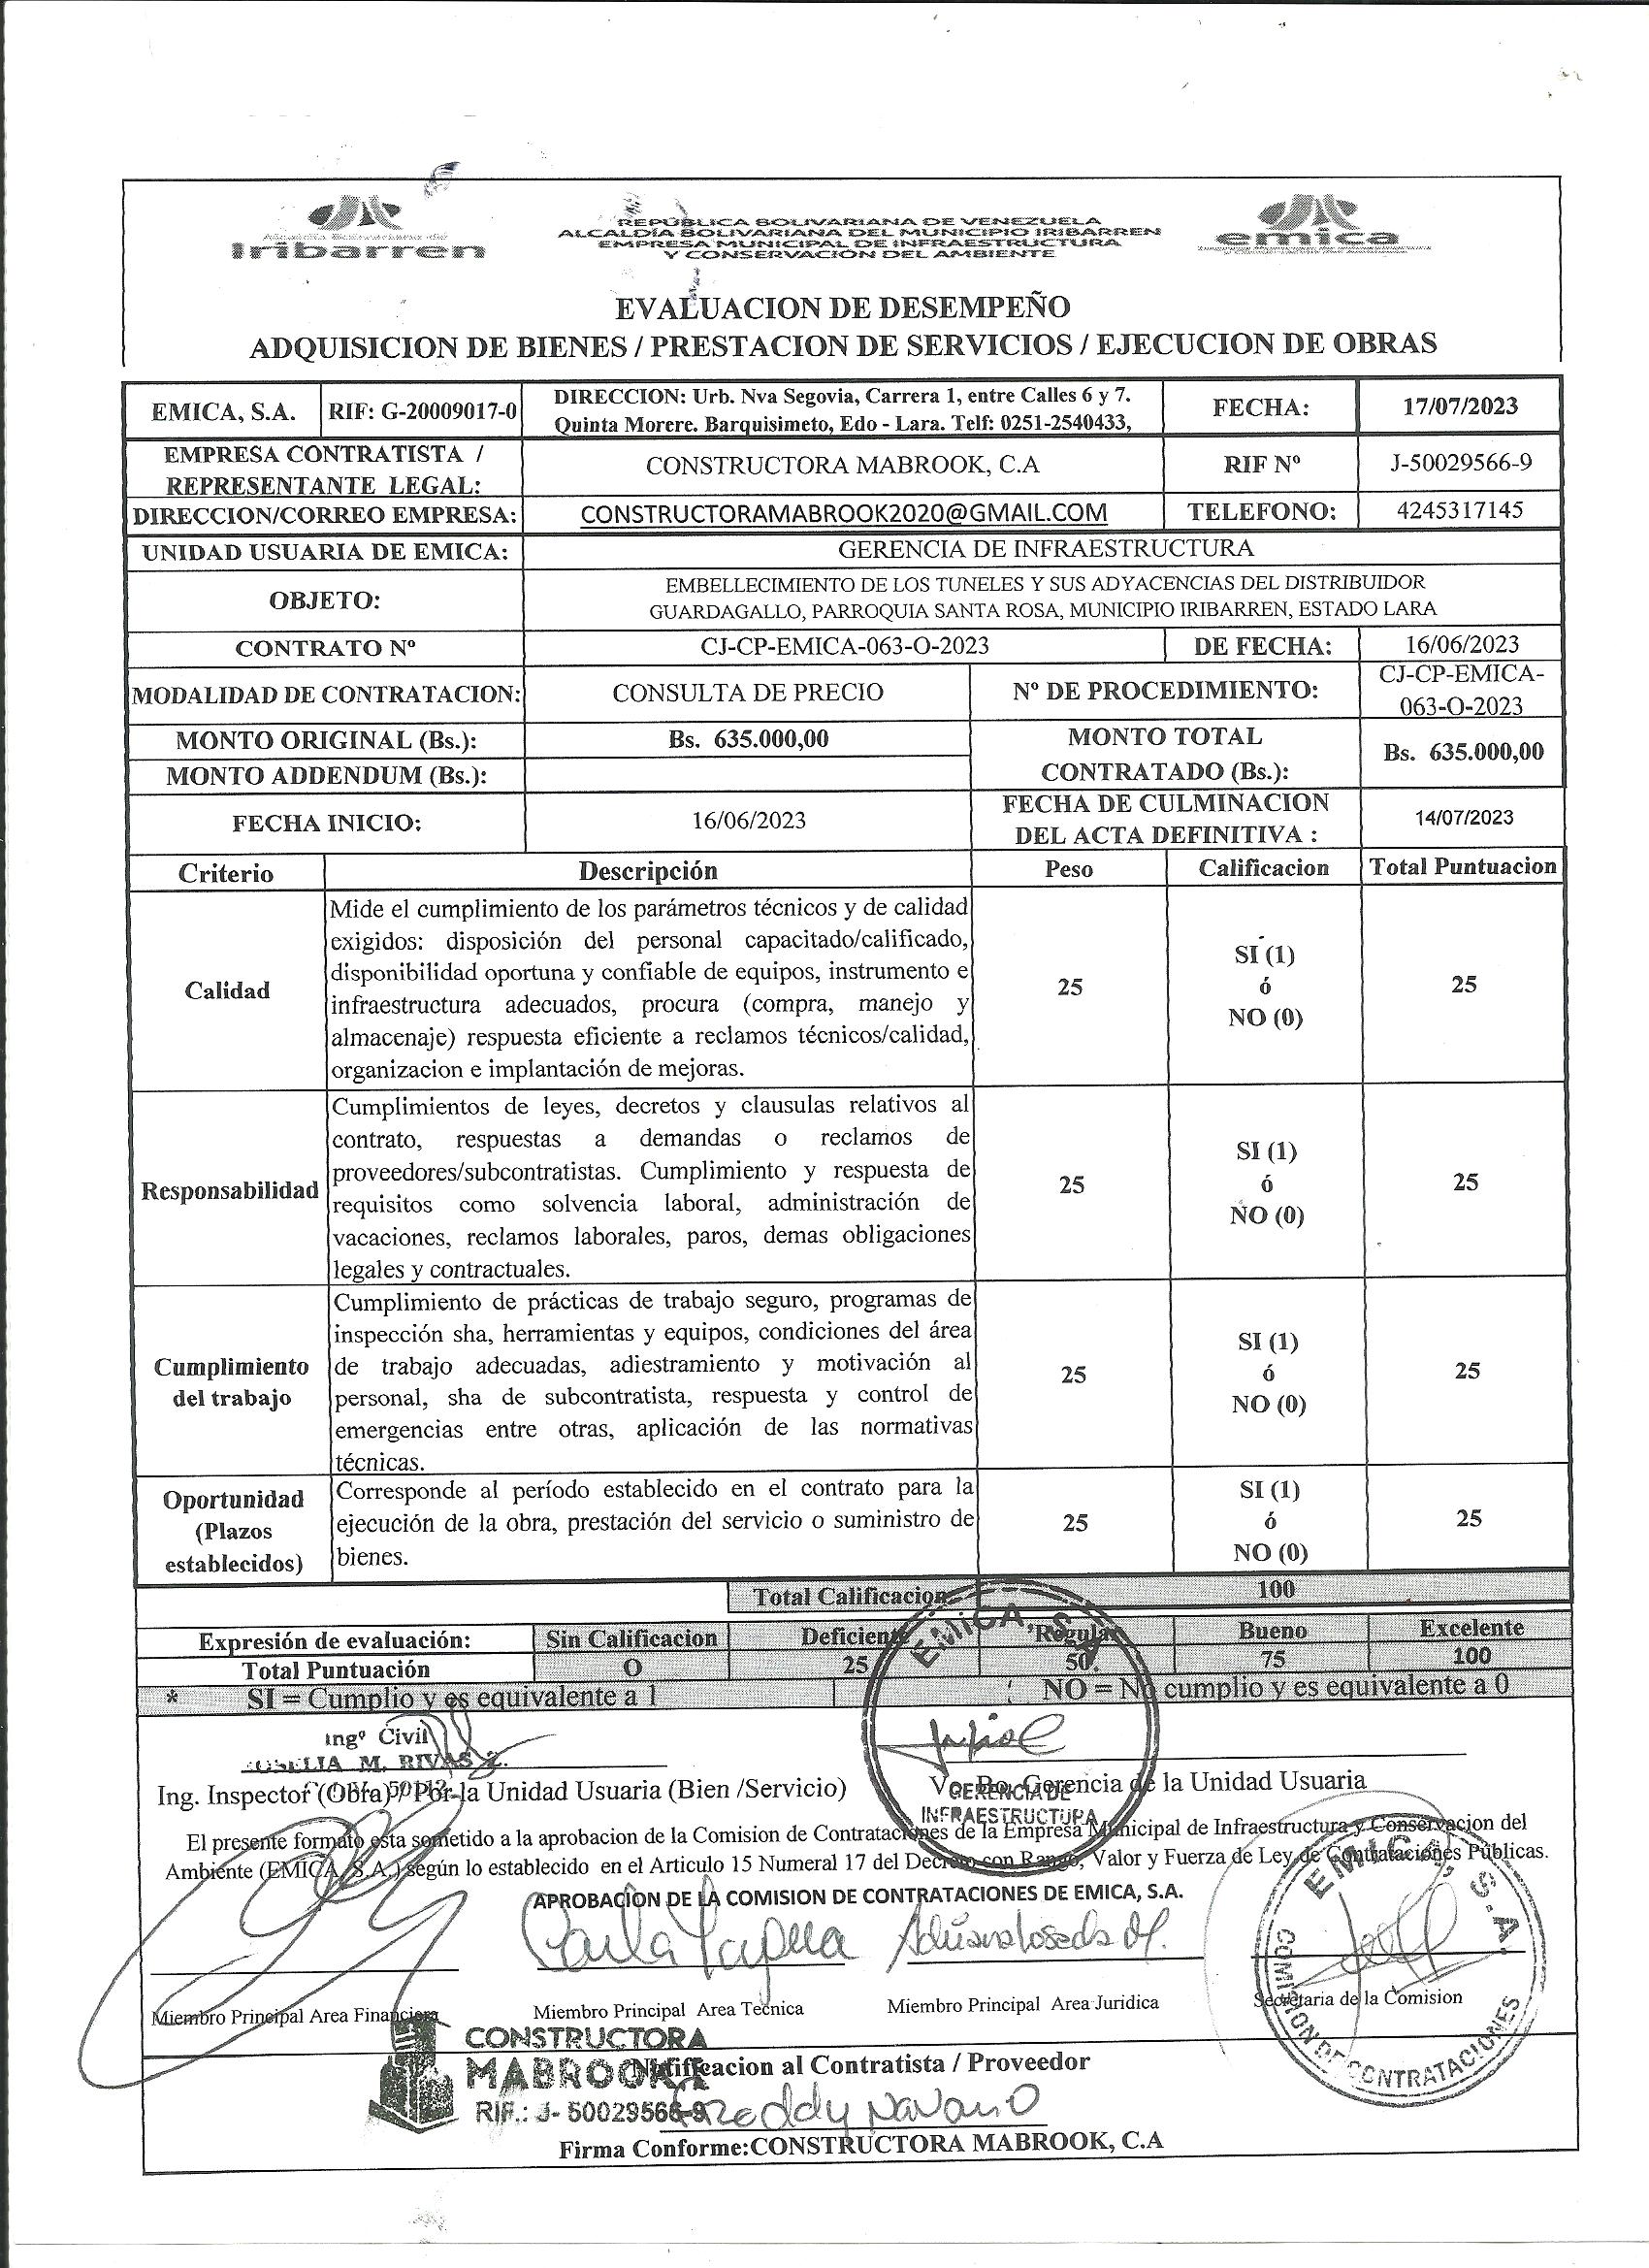 Alcaldía Bolivariana de
Iribarren
REPÚBLICA BOLIVARIANA DE VENEZUELA
ALCALDÍA BOLIVARIANA DEL MUNICIPIO IRIBARREN
EMPRESA MUNICIPAL DE INFRAESTRUCTURA
Y CONSERVACIÓN DEL AMBIENTE
emica
EVALUACION DE DESEMPEÑO
ADQUISICION DE BIENES / PRESTACION DE SERVICIOS / EJECUCION DE OBRAS
EMICA, S.A. RIF: G-20009017-0 DIRECCION: Urb. Nva Segovia, Carrera 1, entre Calles 6 y 7. FECHA: 17/07/2023
Quinta Morere. Barquisimeto, Edo - Lara. Telf: 0251-2540433,
EMPRESA CONTRATISTA /
REPRESENTANTE LEGAL: CONSTRUCTORA MABROOK, C.A RIF Nº J-50029566-9
DIRECCION/CORREO EMPRESA: CONSTRUCTORAMABROOK2020@GMAIL.COM TELEFONO: 4245317145
UNIDAD USUARIA DE EMICA: GERENCIA DE INFRAESTRUCTURA
OBJETO: EMBELLECIMIENTO DE LOS TUNELES Y SUS ADYACENCIAS DEL DISTRIBUIDOR
GUARDAGALLO, PARROQUIA SANTA ROSA, MUNICIPIO IRIBARREN, ESTADO LARA
CONTRATO Nº CJ-CP-EMICA-063-O-2023 DE FECHA: 16/06/2023
MODALIDAD DE CONTRATACION: CONSULTA DE PRECIO Nº DE PROCEDIMIENTO: CJ-CP-EMICA-
063-O-2023
MONTO ORIGINAL (Bs.): Bs. 635.000,00 MONTO TOTAL
CONTRATADO (Bs.): Bs. 635.000,00
MONTO ADDENDUM (Bs.):
FECHA INICIO: 16/06/2023 FECHA DE CULMINACION
DEL ACTA DEFINITIVA : 14/07/2023
Criterio Descripción Peso Calificacion Total Puntuacion
Calidad
Mide el cumplimiento de los parámetros técnicos y de calidad
exigidos: disposición del personal capacitado/calificado,
disponibilidad oportuna y confiable de equipos, instrumento e
infraestructura adecuados, procura (compra, manejo y
almacenaje) respuesta eficiente a reclamos técnicos/calidad,
organizacion e implantación de mejoras.
25
SI (1)
ó
NO (0)
25
Responsabilidad
Cumplimientos de leyes, decretos y clausulas relativos al
contrato, respuestas a demandas o reclamos de
proveedores/subcontratistas. Cumplimiento y respuesta de
requisitos como solvencia laboral, administración de
vacaciones, reclamos laborales, paros, demas obligaciones
legales y contractuales.
25
SI (1)
ó
NO (0)
25
Cumplimiento
del trabajo
Cumplimiento de prácticas de trabajo seguro, programas de
inspección sha, herramientas y equipos, condiciones del área
de trabajo adecuadas, adiestramiento y motivación al
personal, sha de subcontratista, respuesta y control de
emergencias entre otras, aplicación de las normativas
técnicas.
25
SI (1)
ó
NO (0)
25
Oportunidad
(Plazos
establecidos)
Corresponde al período establecido en el contrato para la
ejecución de la obra, prestación del servicio o suministro de
bienes.
25
SI (1)
ó
NO (0)
25
Total Calificacion 100
Expresión de evaluación: Sin Calificacion Deficiente Regular Bueno Excelente
Total Puntuación O 25 50 75 100
* SI = Cumplio y es equivalente a 1 NO = No cumplio y es equivalente a 0
EMICA, S.A.
Ingº Civil
M. RIVAS
Ing. Inspector (Obra) / Por la Unidad Usuaria (Bien /Servicio) Vo. Bo. Gerencia de la Unidad Usuaria
GERENCIA DE
INFRAESTRUCTURA
El presente formato esta sometido a la aprobacion de la Comision de Contrataciones de la Empresa Municipal de Infraestructura y Conservacion del
Ambiente (EMICA, S.A.) según lo establecido en el Articulo 15 Numeral 17 del Decreto con Rango, Valor y Fuerza de Ley de Contrataciones Públicas.
APROBACIÓN DE LA COMISION DE CONTRATACIONES DE EMICA, S.A.
EMICA, S.A.
COMISIÓN DE CONTRATACIONES
Miembro Principal Area Financiera Miembro Principal Area Tecnica Miembro Principal Area Juridica Secretaria de la Comision
CONSTRUCTORA
MABROOK
RIF.: J- 50029566-9
Notificacion al Contratista / Proveedor
Freddy Navarro
Firma Conforme:CONSTRUCTORA MABROOK, C.A